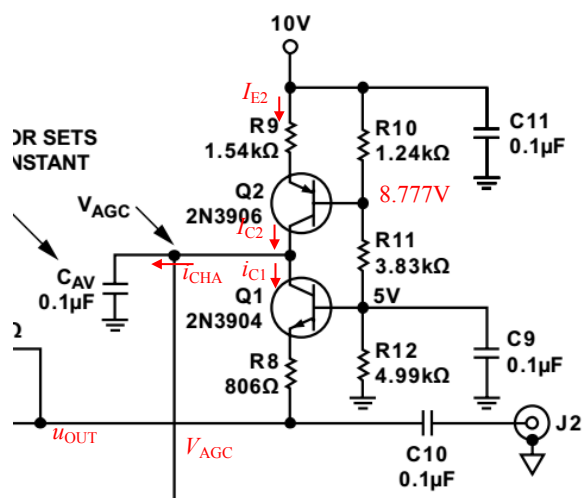 10V
I_E2
R9
1.54kΩ
R10
1.24kΩ
C11
0.1µF
OR SETS
NSTANT
V_AGC
Q2
2N3906
8.777V
I_C2
i_CHA
i_C1
R11
3.83kΩ
C_AV
0.1µF
Q1
2N3904
5V
R12
4.99kΩ
C9
0.1µF
Ω
R8
806Ω
u_OUT
V_AGC
C10
0.1µF
J2